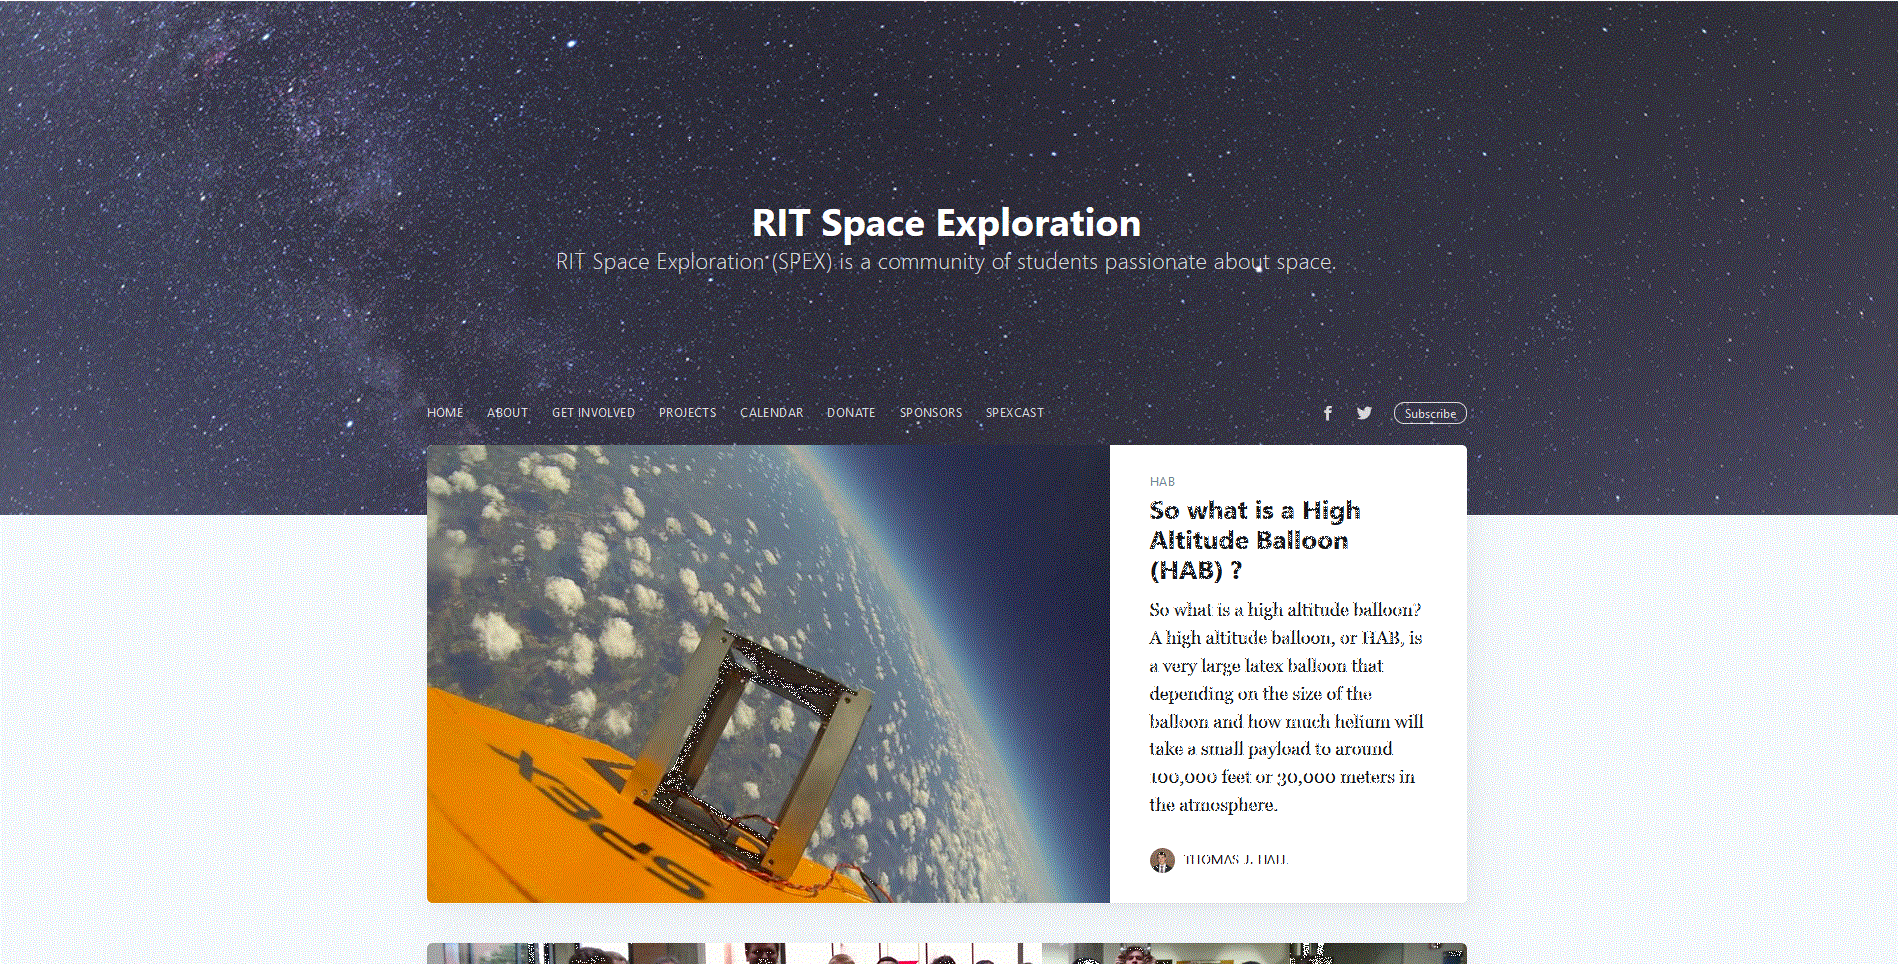 RIT Space Exploration
RIT Space Exploration (SPEX) is a community of students passionate about space.
HOME ABOUT GET INVOLVED PROJECTS CALENDAR DONATE SPONSORS SPEXCAST
Subscribe
HAB
So what is a High
Altitude Balloon
(HAB) ?
So what is a high altitude balloon?
A high altitude balloon, or HAB, is
a very large latex balloon that
depending on the size of the
balloon and how much helium will
take a small payload to around
100,000 feet or 30,000 meters in
the atmosphere.
THOMAS J. HALL
SPEX